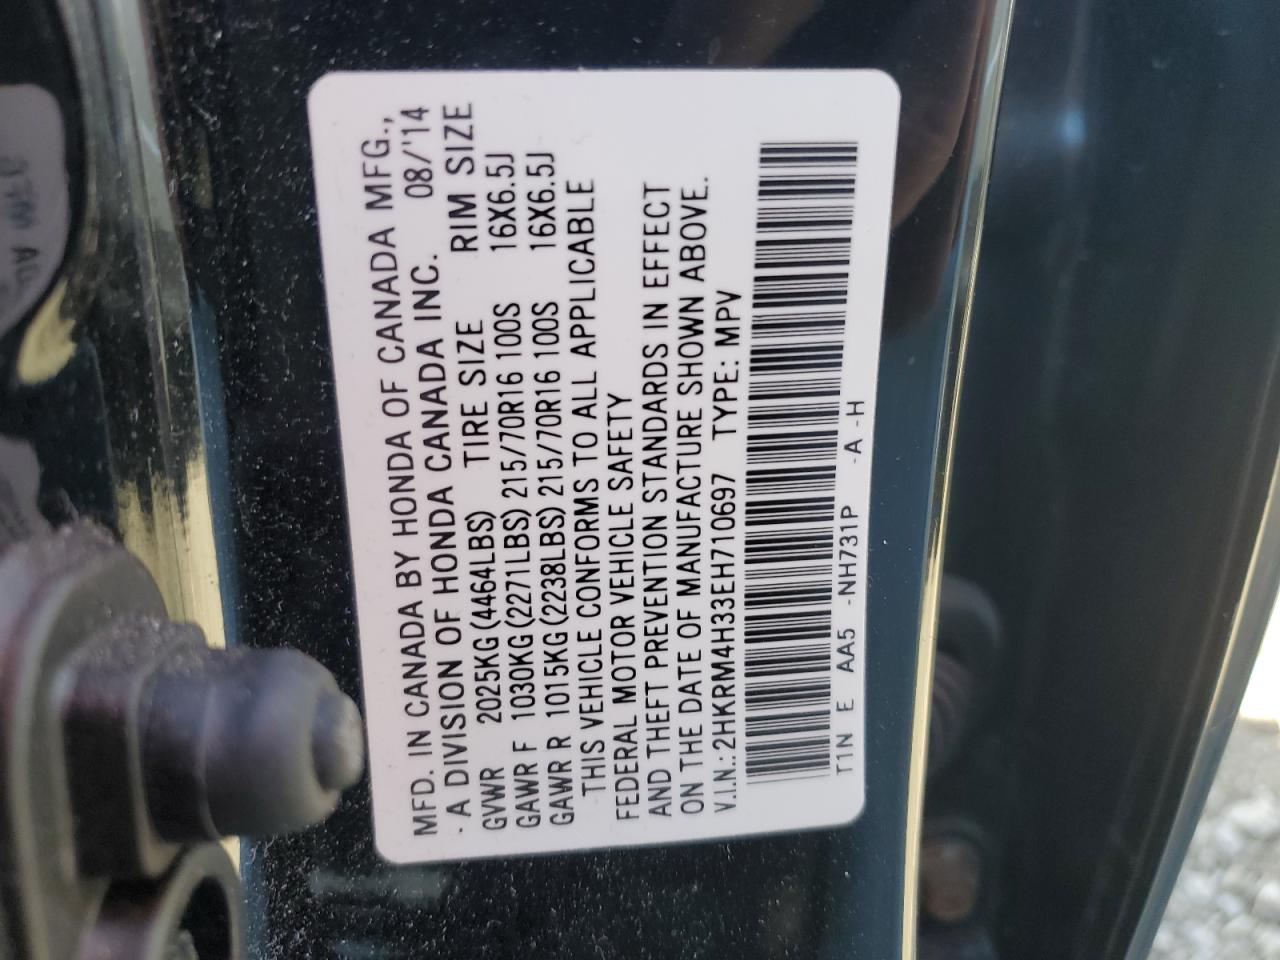 MFD. IN CANADA BY HONDA OF CANADA MFG.,
A DIVISION OF HONDA CANADA INC. 08/'14
GVWR 2025KG (4464LBS) TIRE SIZE RIM SIZE
GAWR F 1030KG (2271LBS) 215/70R16 100S 16X6.5J
GAWR R 1015KG (2238LBS) 215/70R16 100S 16X6.5J
THIS VEHICLE CONFORMS TO ALL APPLICABLE
FEDERAL MOTOR VEHICLE SAFETY
AND THEFT PREVENTION STANDARDS IN EFFECT
ON THE DATE OF MANUFACTURE SHOWN ABOVE.
V.I.N.: 2HKRM4H33EH710697 TYPE: MPV
T1N E AA5 -NH731P -A -H